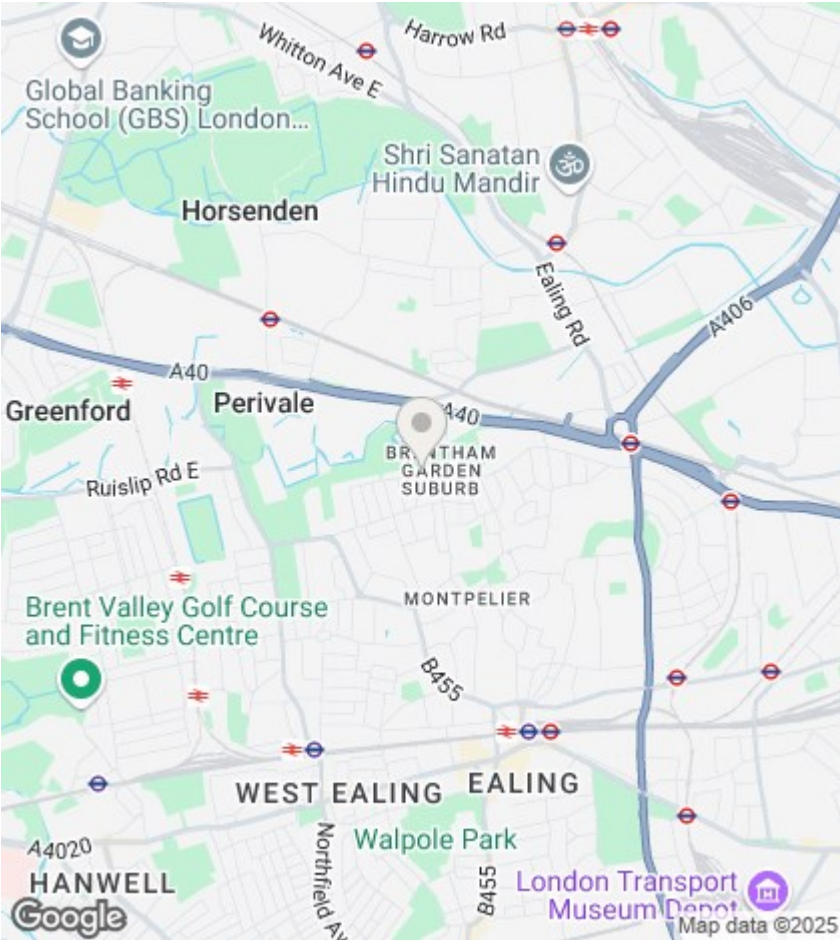 Harrow Rd
Whitton Ave E
Global Banking
School (GBS) London...
Shri Sanatan
Hindu Mandir
Horsenden
Ealing Rd
A406
A40
Greenford
Perivale
A40
BRENTHAM
GARDEN
SUBURB
Ruislip Rd E
MONTPELIER
Brent Valley Golf Course
and Fitness Centre
B455
WEST EALING
EALING
Walpole Park
A4020
HANWELL
Northfield Av
B455
London Transport
Museum Depot
Google
Map data ©2025